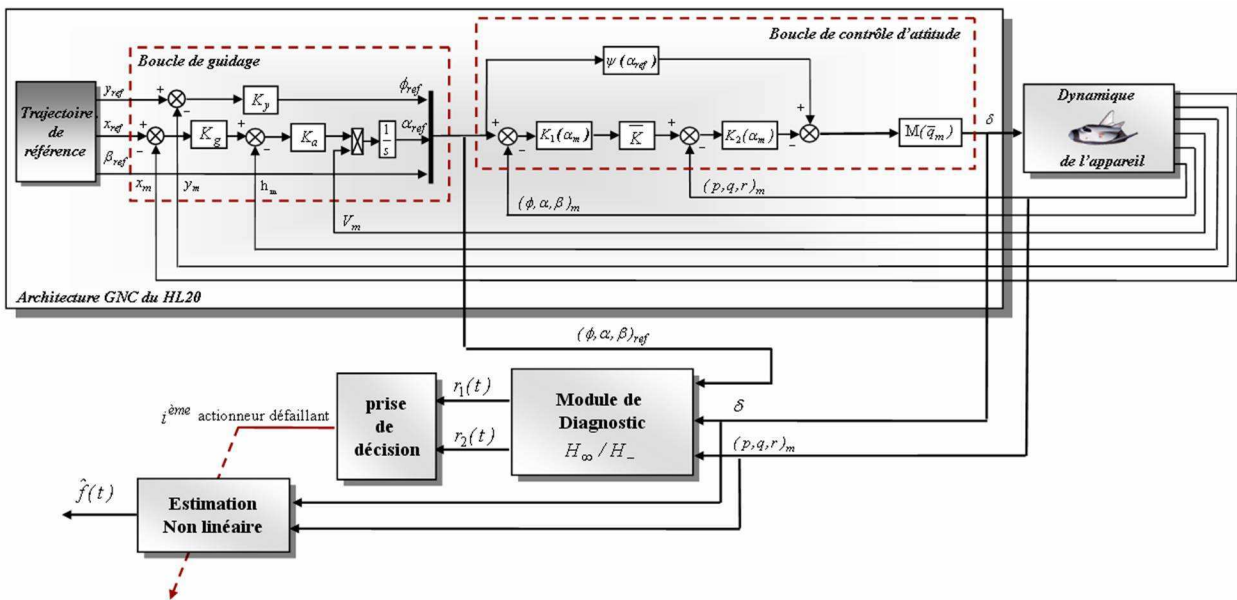 Boucle de contrôle d'attitude
Boucle de guidage
ψ(α_ref)
Trajectoire
de
référence
y_ref
x_ref
β_ref
x_m
y_m
h_m
V_m
+
-
K_y
ϕ_ref
+
-
K_g
+
-
K_a
1/s
α_ref
+
-
K_1(α_m)
K̅
+
-
K_2(α_m)
+
-
M(q̅_m)
δ
Dynamique
de l'appareil
(p,q,r)_m
(ϕ,α,β)_m
Architecture GNC du HL20
(ϕ,α,β)_ref
Module de
Diagnostic
H_∞ / H_-
r_1(t)
r_2(t)
δ
(p,q,r)_m
prise
de
décision
i^ème actionneur défaillant
f̂(t)
Estimation
Non linéaire